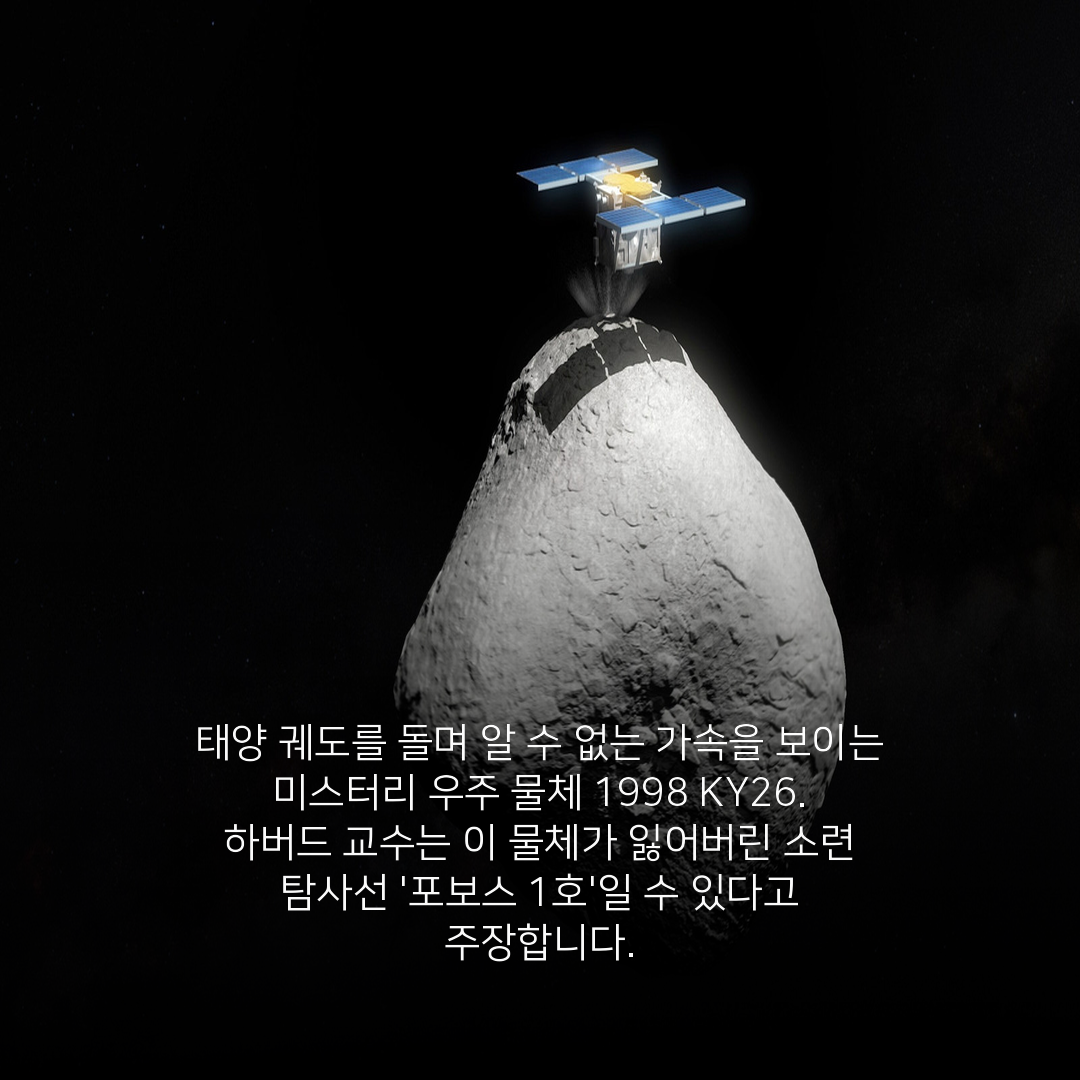 태양 궤도를 돌며 알 수 없는 가속을 보이는
미스터리 우주 물체 1998 KY26.
하버드 교수는 이 물체가 잃어버린 소련
탐사선 '포보스 1호'일 수 있다고
주장합니다.